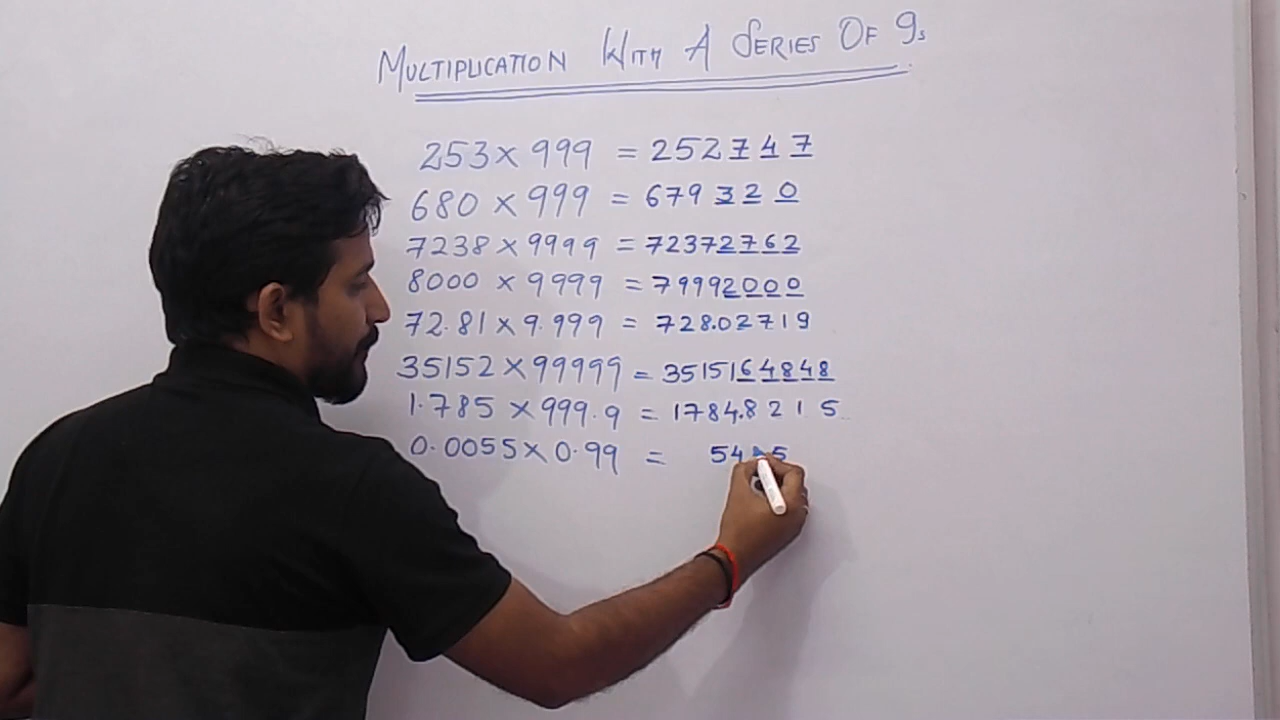 MULTIPLICATION WITH A SERIES OF 9s
253 × 999 = 252747
680 × 999 = 679320
7238 × 9999 = 72372762
8000 × 9999 = 79992000
72.81 × 9.999 = 728.02719
35152 × 99999 = 3515164848
1.785 × 999.9 = 1784.8215
0.0055 × 0.99 =